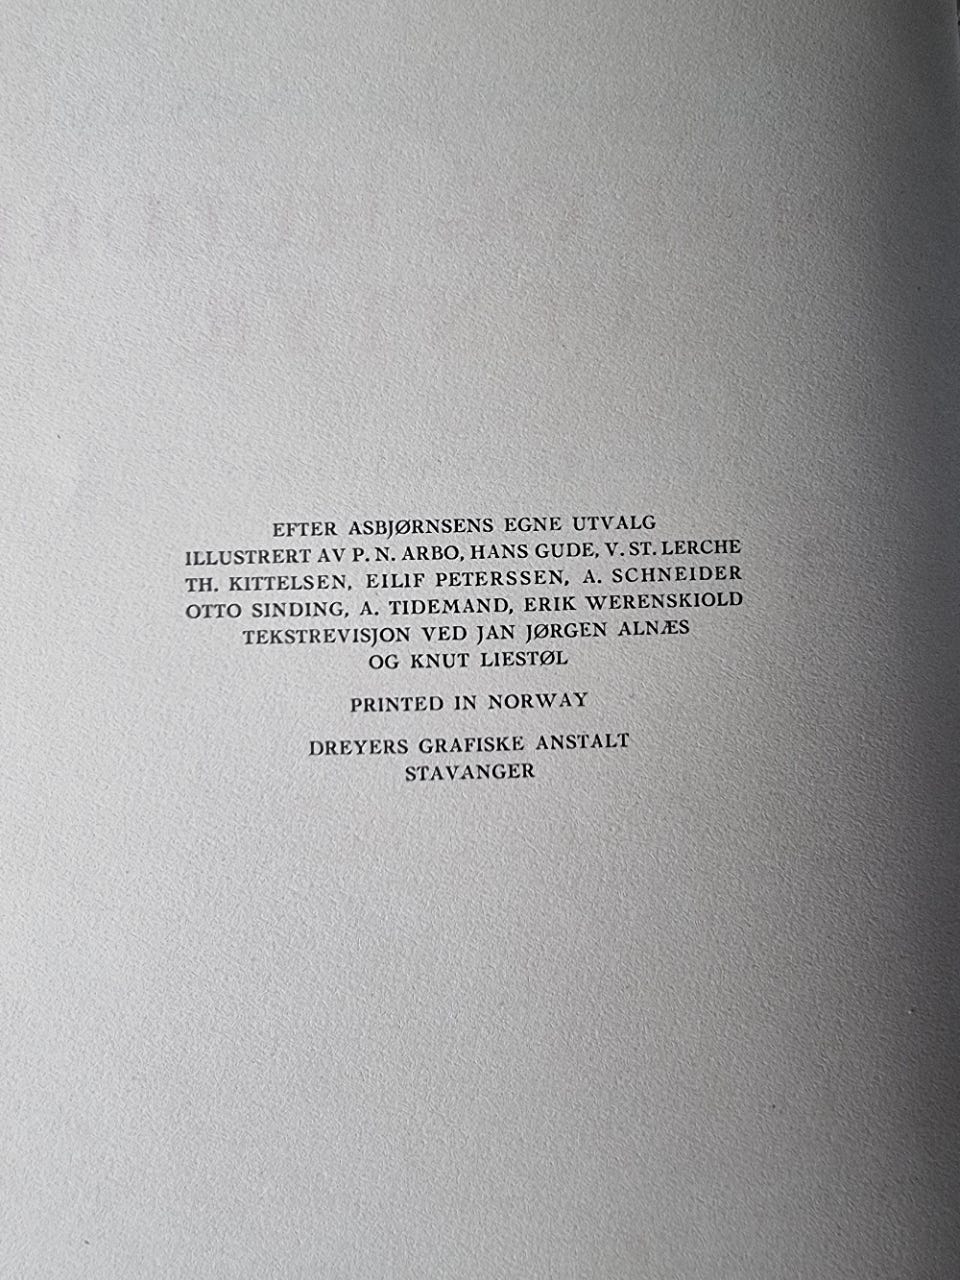 EFTER ASBJØRNSENS EGNE UTVALG
ILLUSTRERT AV P. N. ARBO, HANS GUDE, V. ST. LERCHE
TH. KITTELSEN, EILIF PETERSSEN, A. SCHNEIDER
OTTO SINDING, A. TIDEMAND, ERIK WERENSKIOLD
TEKSTREVISJON VED JAN JØRGEN ALNÆS
OG KNUT LIESTØL
PRINTED IN NORWAY
DREYERS GRAFISKE ANSTALT
STAVANGER